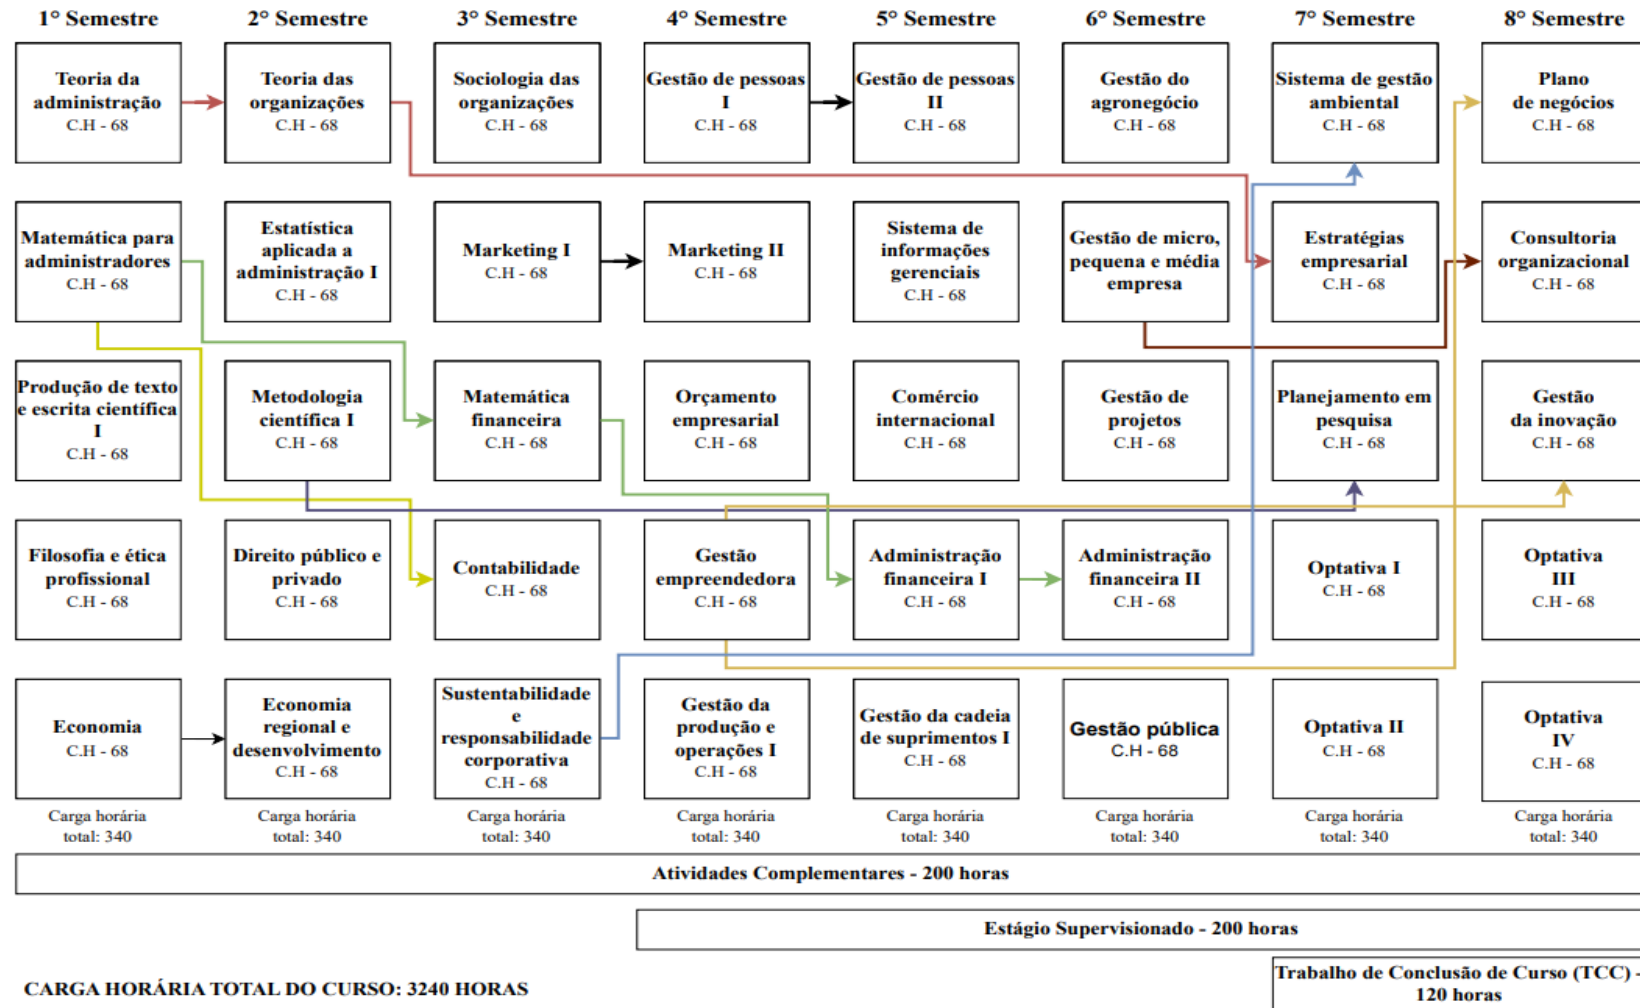 1° Semestre
2° Semestre
3° Semestre
4° Semestre
5° Semestre
6° Semestre
7° Semestre
8° Semestre
Teoria da
administração
C.H - 68
Teoria das
organizações
C.H - 68
Sociologia das
organizações
C.H - 68
Gestão de pessoas
I
C.H - 68
Gestão de pessoas
II
C.H - 68
Gestão do
agronegócio
C.H - 68
Sistema de gestão
ambiental
C.H - 68
Plano
de negócios
C.H - 68
Matemática para
administradores
C.H - 68
Estatística
aplicada a
administração I
C.H - 68
Marketing I
C.H - 68
Marketing II
C.H - 68
Sistema de
informações
gerenciais
C.H - 68
Gestão de micro,
pequena e média
empresa
Estratégias
empresarial
C.H - 68
Consultoria
organizacional
C.H - 68
Produção de texto
e escrita científica
I
C.H - 68
Metodologia
científica I
C.H - 68
Matemática
financeira
C.H - 68
Orçamento
empresarial
C.H - 68
Comércio
internacional
C.H - 68
Gestão de
projetos
C.H - 68
Planejamento em
pesquisa
C.H - 68
Gestão
da inovação
C.H - 68
Filosofia e ética
profissional
C.H - 68
Direito público e
privado
C.H - 68
Contabilidade
C.H - 68
Gestão
empreendedora
C.H - 68
Administração
financeira I
C.H - 68
Administração
financeira II
C.H - 68
Optativa I
C.H - 68
Optativa
III
C.H - 68
Economia
C.H - 68
Economia
regional e
desenvolvimento
C.H - 68
Sustentabilidade
e
responsabilidade
corporativa
C.H - 68
Gestão da
produção e
operações I
C.H - 68
Gestão da cadeia
de suprimentos I
C.H - 68
Gestão pública
C.H - 68
Optativa II
C.H - 68
Optativa
IV
C.H - 68
Carga horária
total: 340
Carga horária
total: 340
Carga horária
total: 340
Carga horária
total: 340
Carga horária
total: 340
Carga horária
total: 340
Carga horária
total: 340
Carga horária
total: 340
Atividades Complementares - 200 horas
Estágio Supervisionado - 200 horas
Trabalho de Conclusão de Curso (TCC) -
120 horas
CARGA HORÁRIA TOTAL DO CURSO: 3240 HORAS